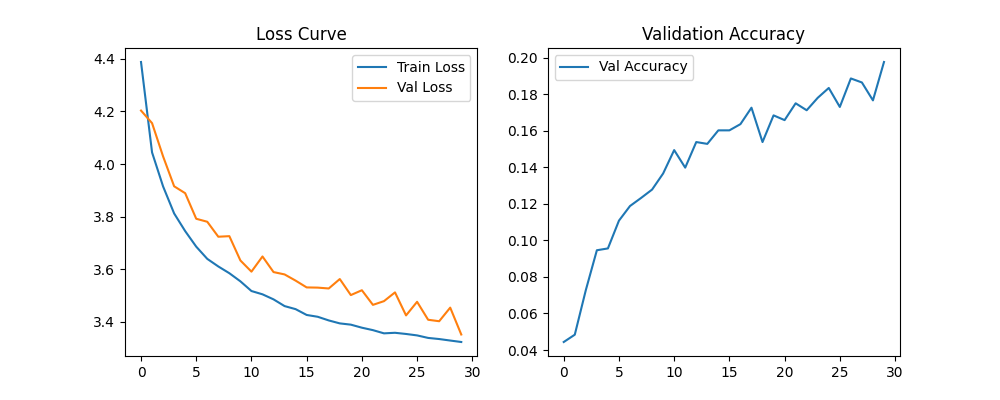 Loss Curve
Train Loss
Val Loss
4.4
4.2
4.0
3.8
3.6
3.4
0 5 10 15 20 25 30
Validation Accuracy
Val Accuracy
0.20
0.18
0.16
0.14
0.12
0.10
0.08
0.06
0.04
0 5 10 15 20 25 30